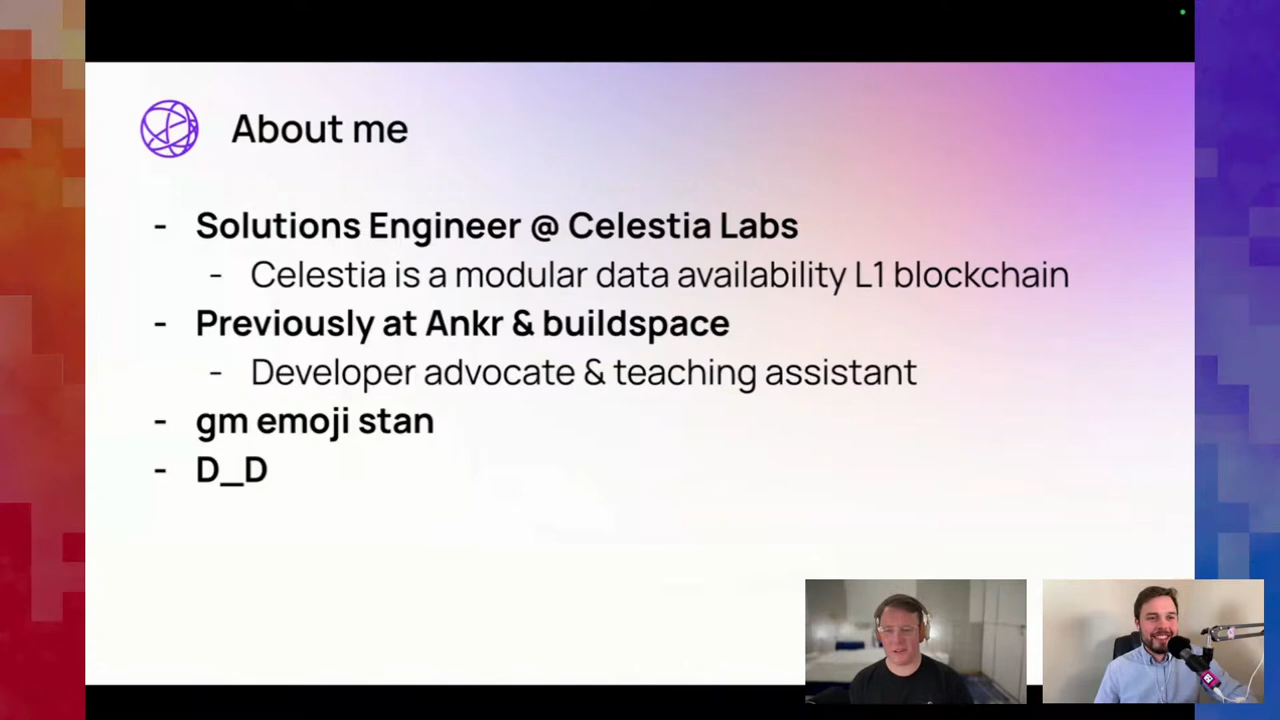 About me
- Solutions Engineer @ Celestia Labs
- Celestia is a modular data availability L1 blockchain
- Previously at Ankr & buildspace
- Developer advocate & teaching assistant
- gm emoji stan
- D_D